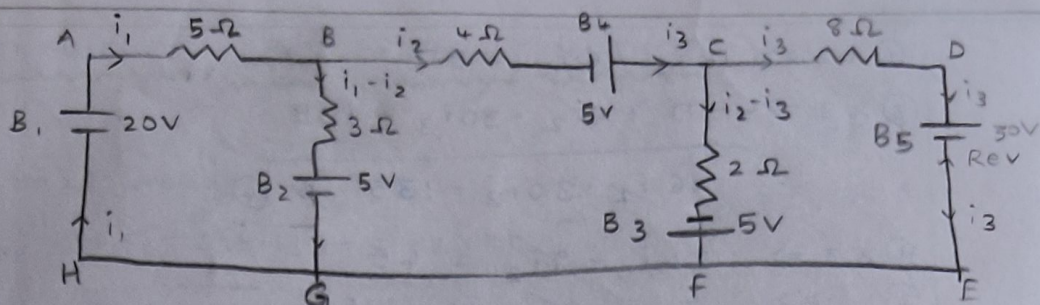 A i₁ 5Ω B i₂ 4Ω B4 i3 C i3 8Ω D
5v
i₁-i₂ i₂-i3 i3
B₁ 20V 3Ω B5 30V
Rev
B₂ 5V 2Ω
B3 5V i3
i₁
H G F E